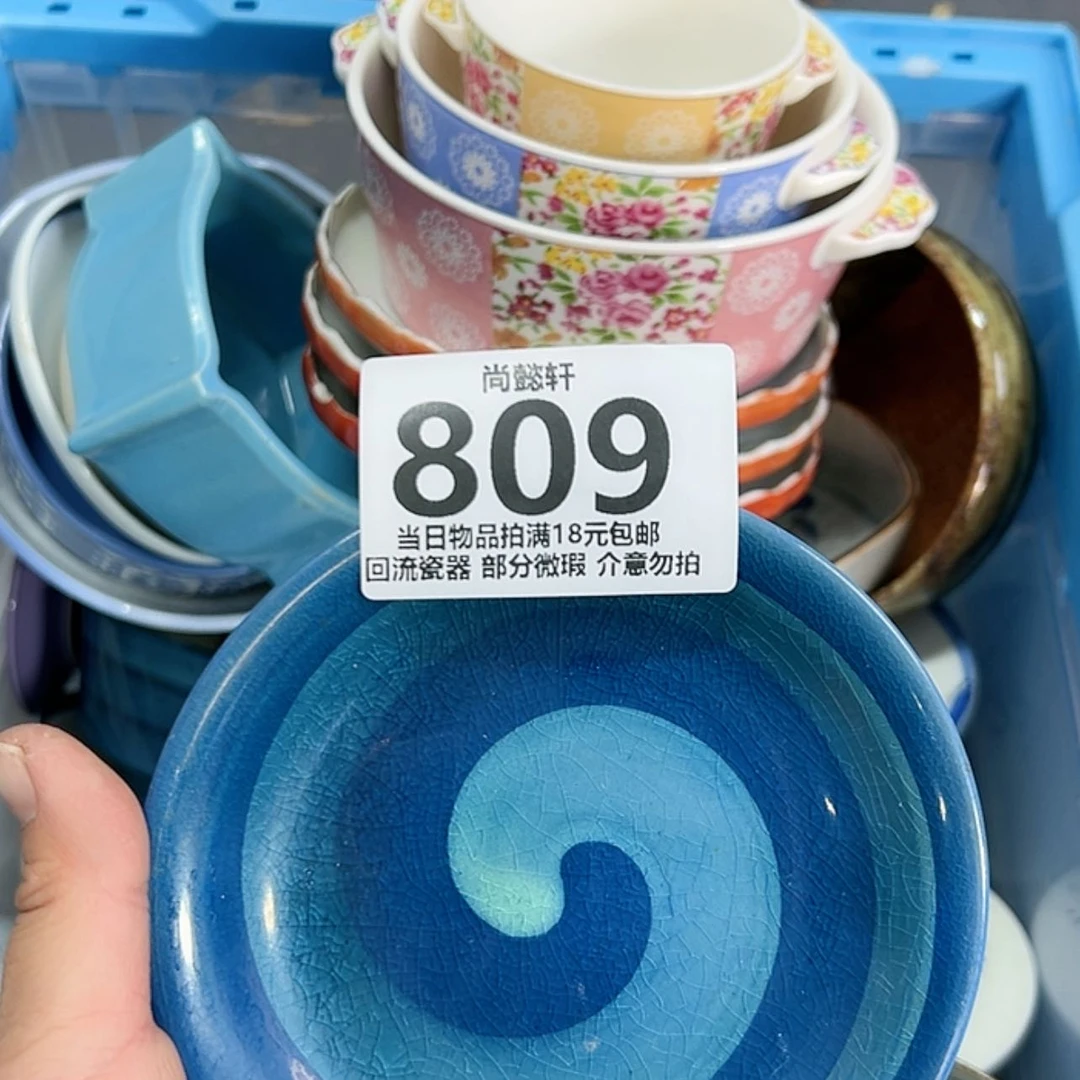 尚懿轩
809
当日物品拍满18元包邮
回流瓷器 部分微瑕 介意勿拍